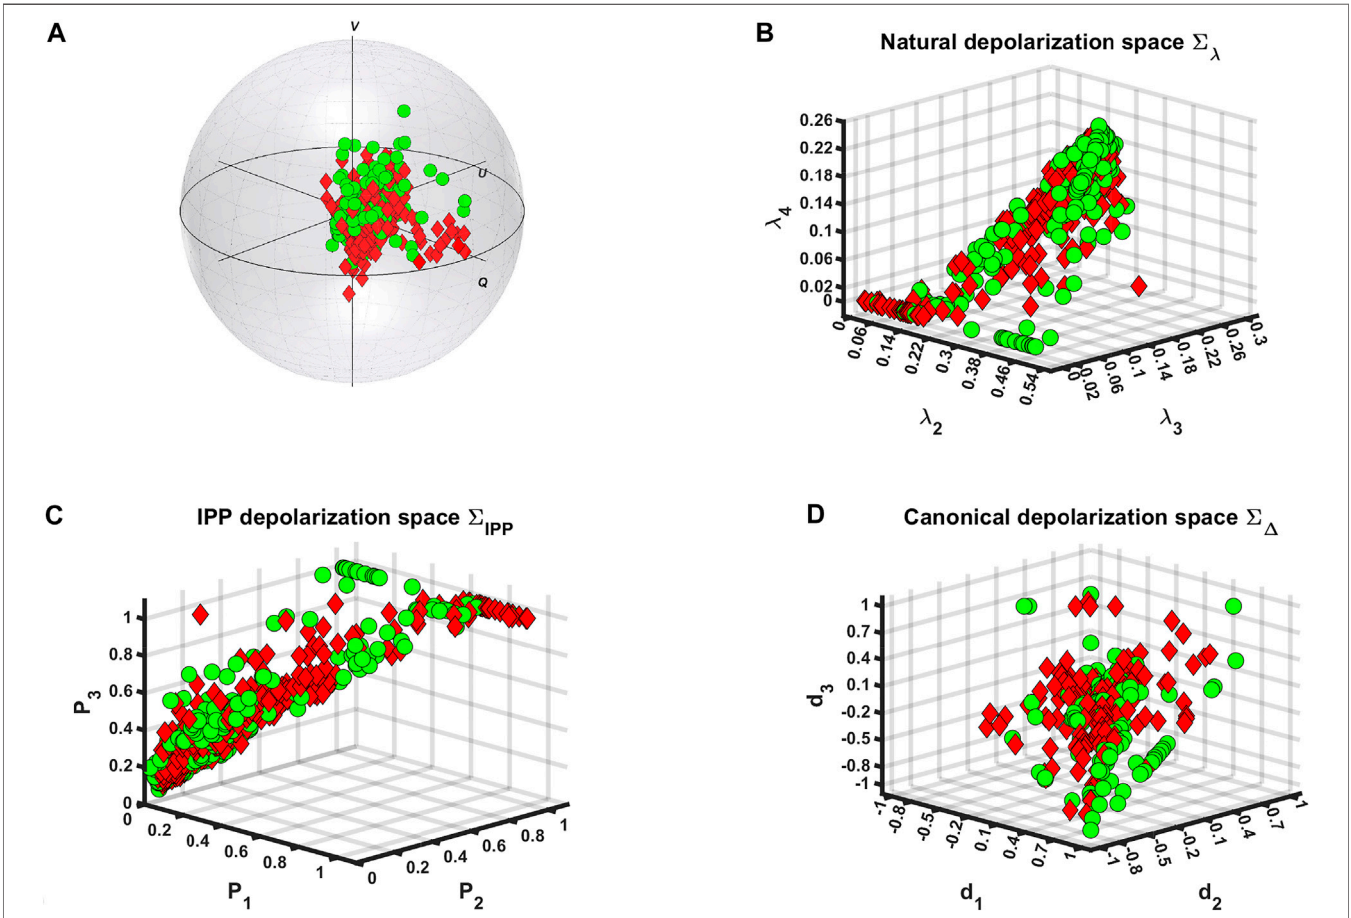 A
V
U
Q
B
Natural depolarization space Σλ
0.26
0.22
0.18
0.14
0.1
0.06
0.02
0
λ4
0 0.06 0.14 0.22 0.3 0.38 0.46 0.54
λ2
0 0.02 0.06 0.1 0.14 0.18 0.22 0.26 0.3
λ3
C
IPP depolarization space ΣIPP
1
0.8
0.6
0.4
0.2
0
P3
0 0.2 0.4 0.6 0.8 1
P1
0 0.2 0.4 0.6 0.8 1
P2
D
Canonical depolarization space ΣΔ
1
0.7
0.4
0.1
-0.2
-0.5
-0.8
-1
d3
-1 -0.8 -0.5 -0.2 0.1 0.4 0.7 1
d1
-1 -0.8 -0.5 -0.2 0.1 0.4 0.7 1
d2